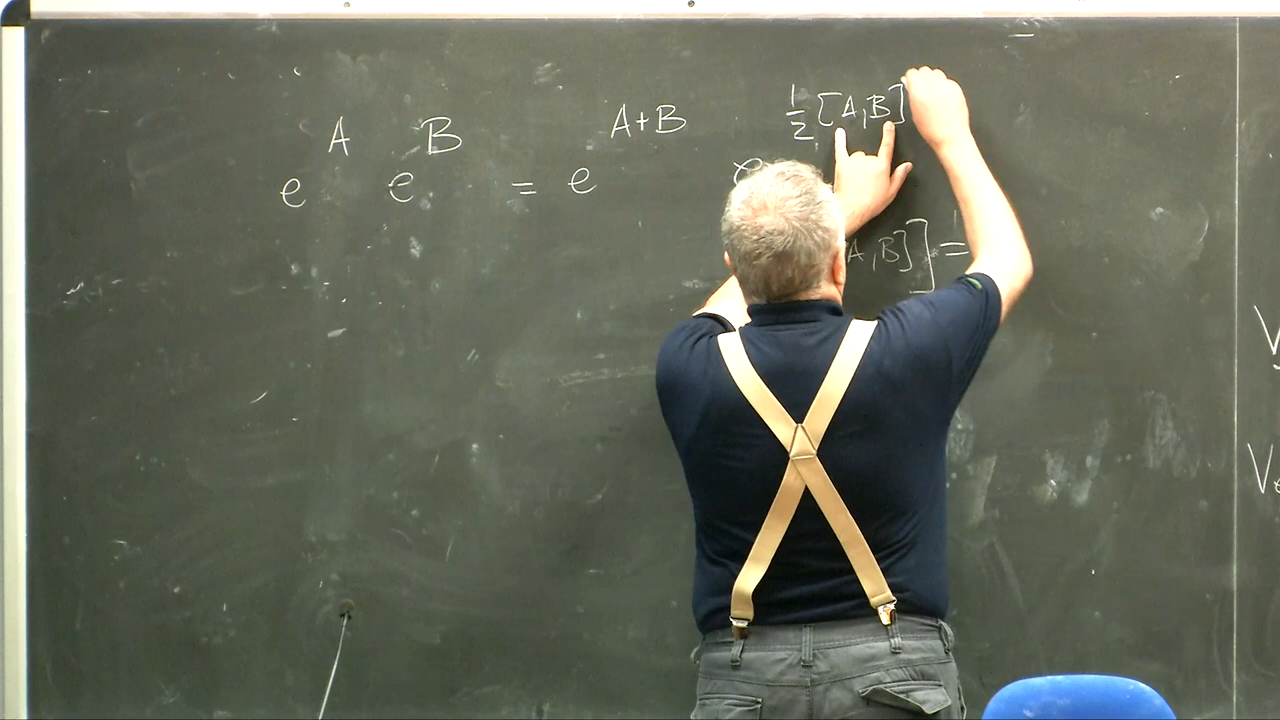 e^A e^B = e^{A+B} e^{½[A,B]}
A,B]] =
V
V